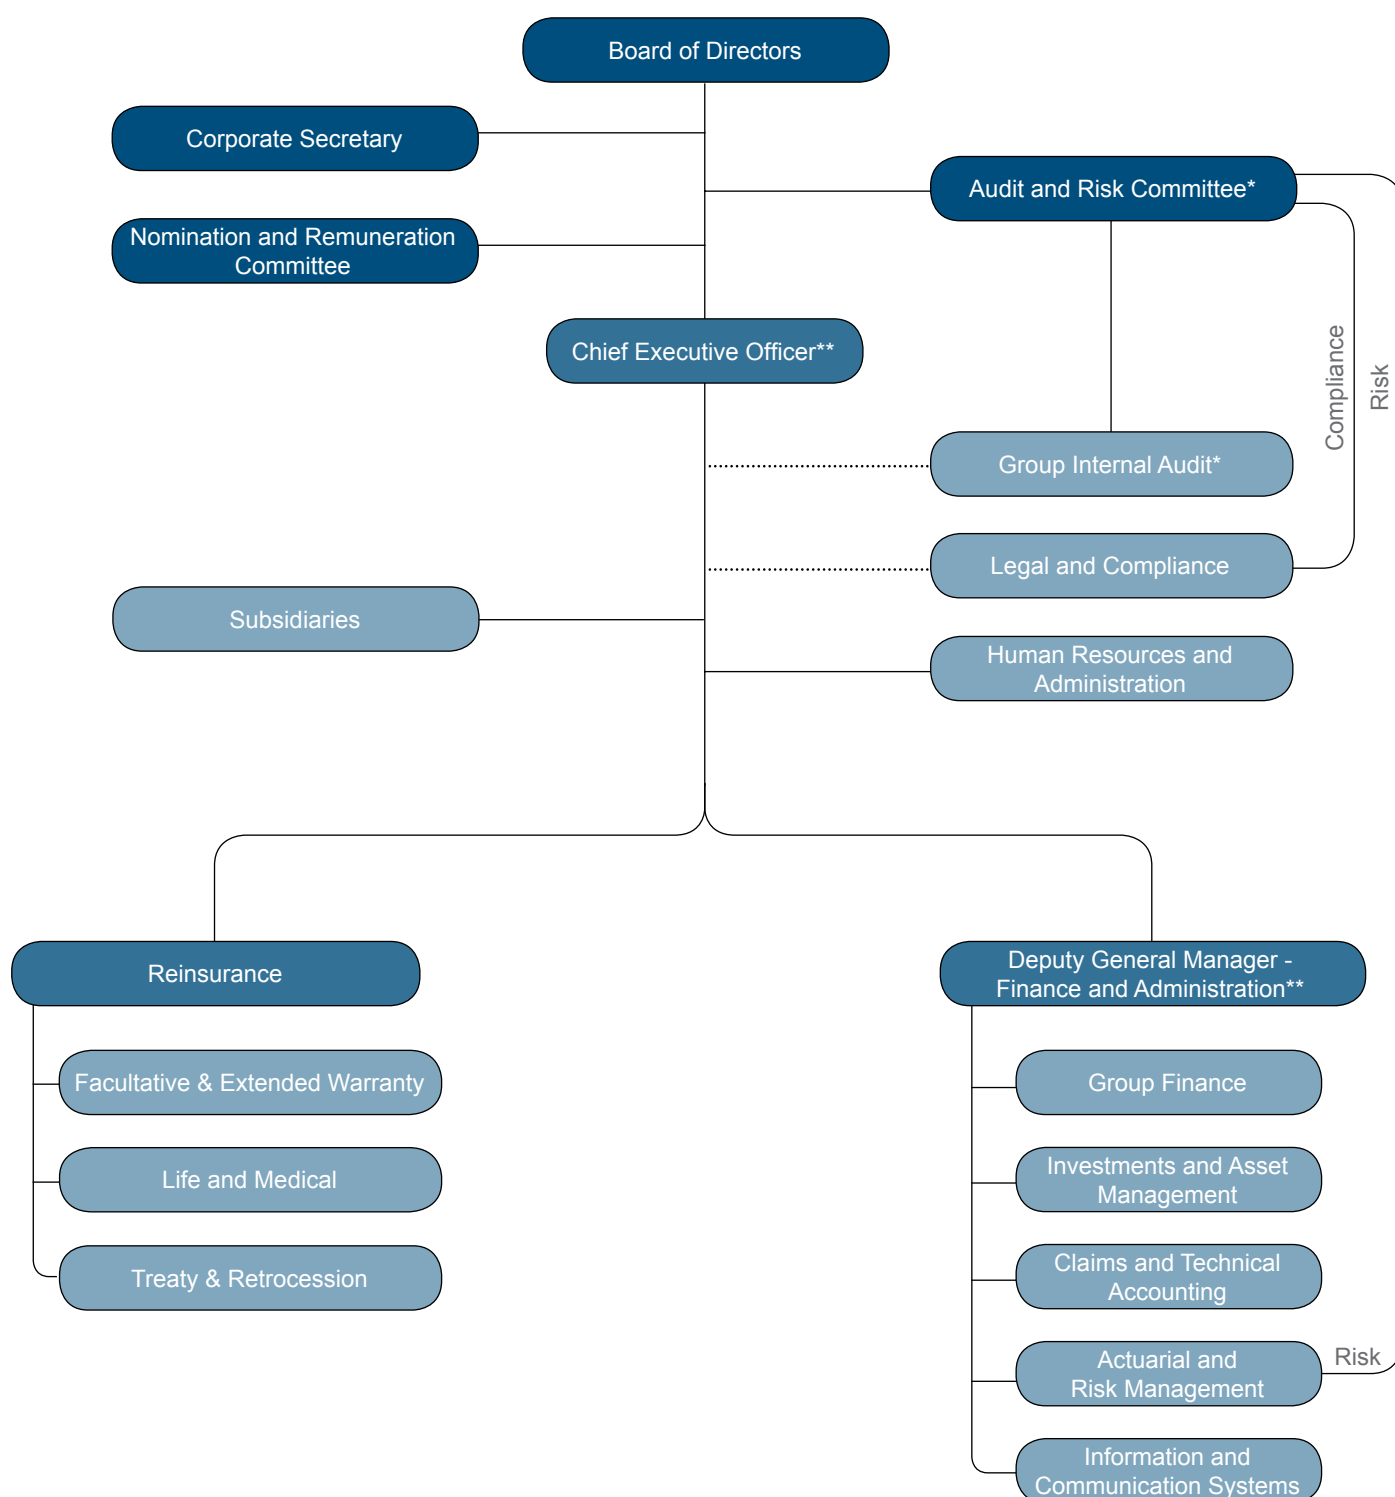 Board of Directors
Corporate Secretary
Audit and Risk Committee*
Nomination and Remuneration
Committee
Chief Executive Officer**
Compliance
Risk
Group Internal Audit*
Legal and Compliance
Subsidiaries
Human Resources and
Administration
Reinsurance
Deputy General Manager -
Finance and Administration**
Facultative & Extended Warranty
Group Finance
Life and Medical
Investments and Asset
Management
Treaty & Retrocession
Claims and Technical
Accounting
Actuarial and
Risk Management
Risk
Information and
Communication Systems